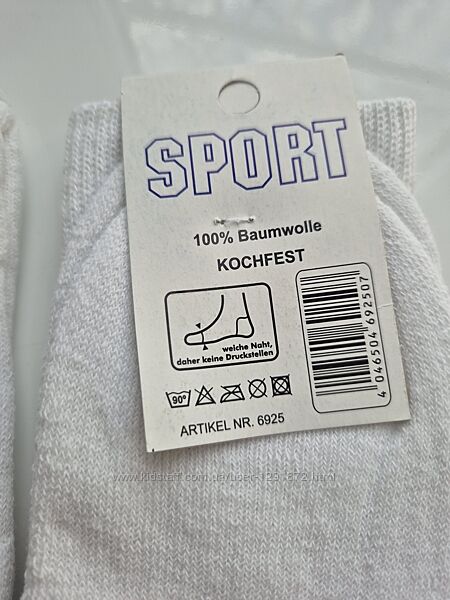 SPORT
100% Baumwolle
KOCHFEST
weiche Naht,
daher keine Druckstellen
90°
ARTIKEL NR. 6925
4 046504 692507